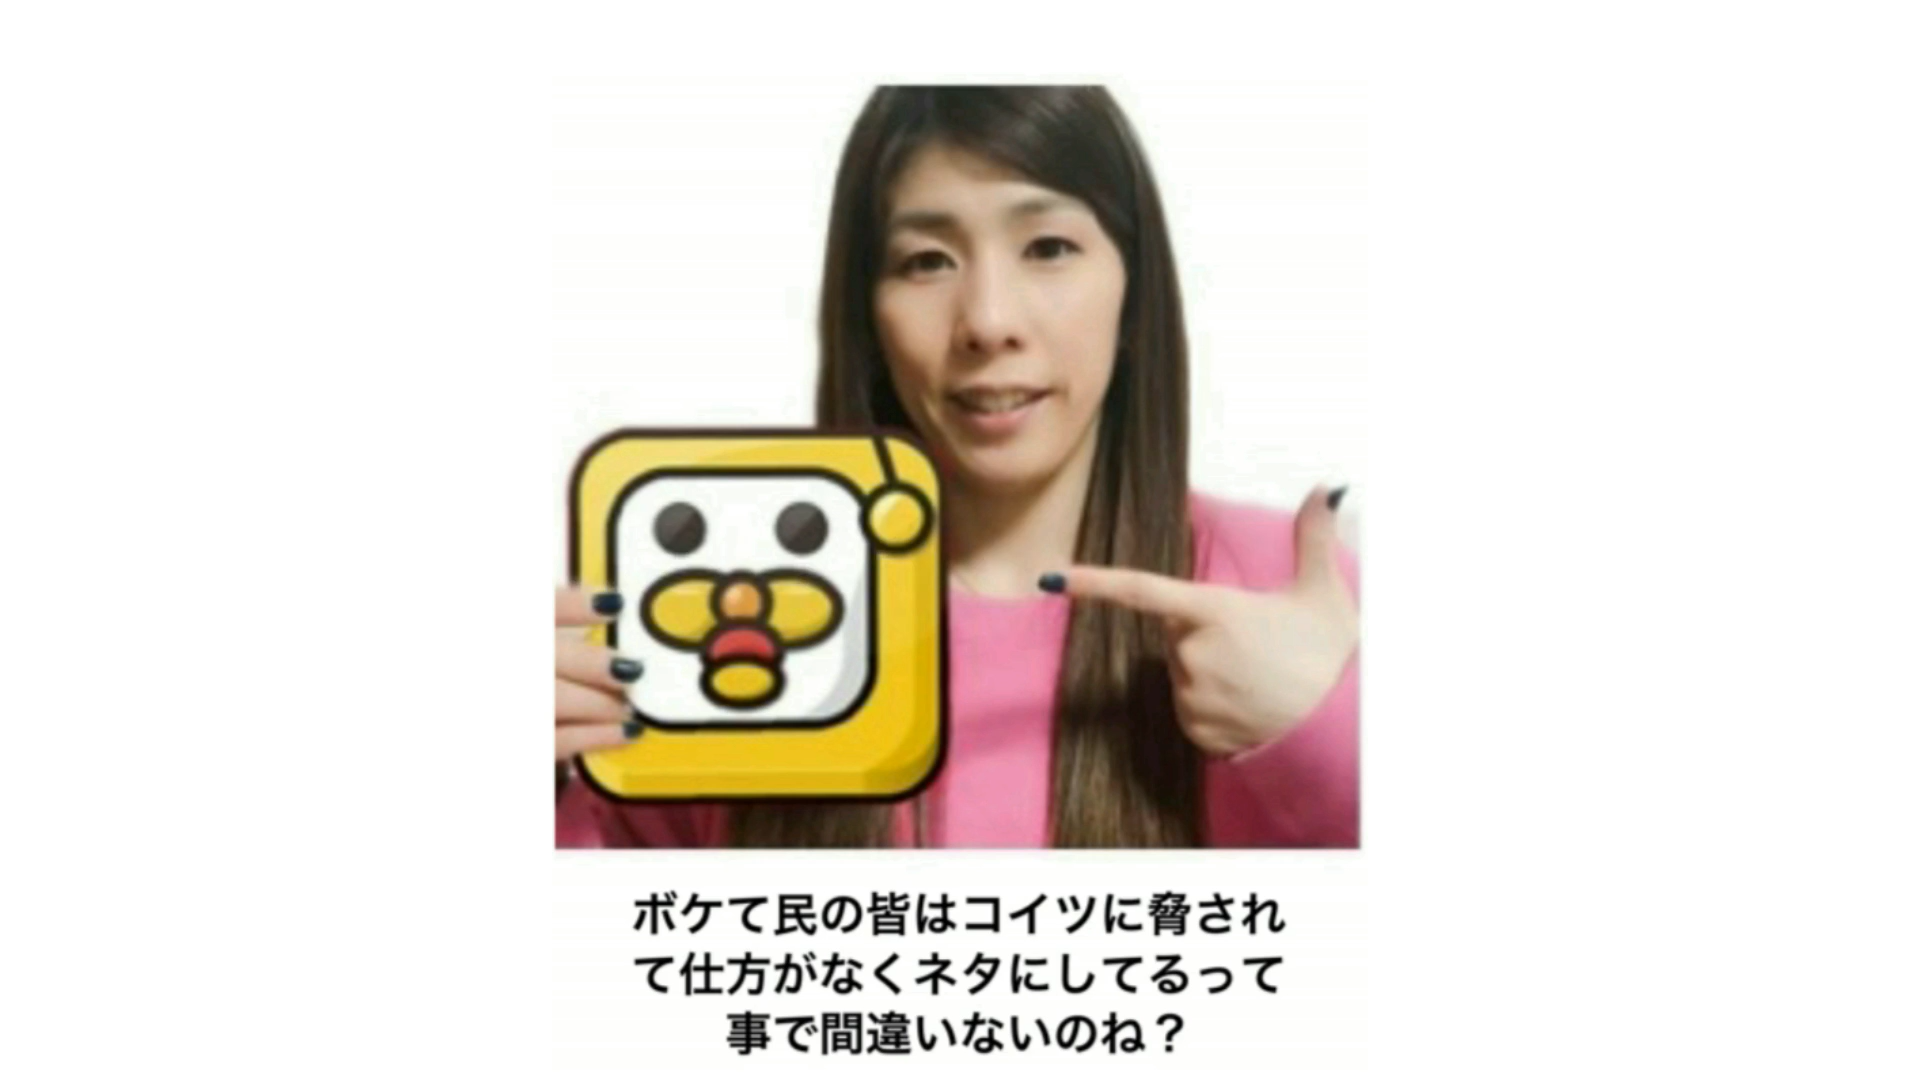 ボケて民の皆はコイツに脅され
て仕方がなくネタにしてるって
事で間違いないのね？